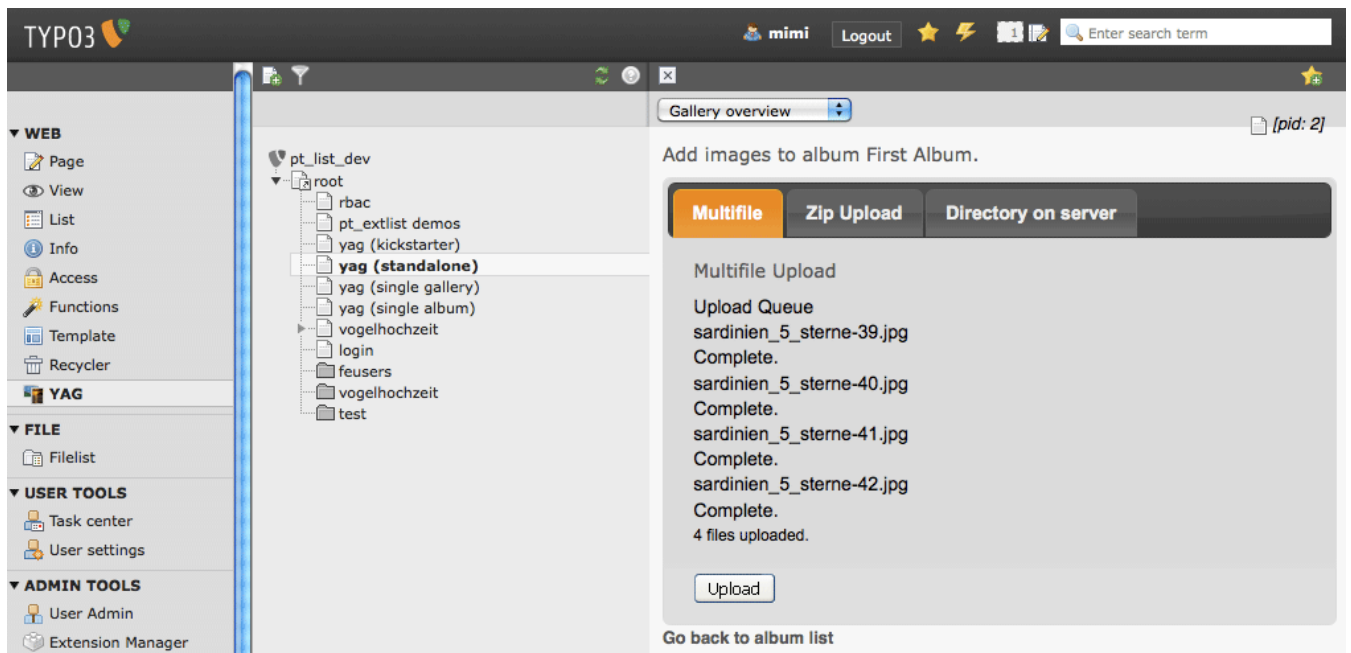 TYPO3
mimi
Logout
1
Enter search term
Gallery overview
[pid: 2]
WEB
Page
View
List
Info
Access
Functions
Template
Recycler
YAG
FILE
Filelist
USER TOOLS
Task center
User settings
ADMIN TOOLS
User Admin
Extension Manager
pt_list_dev
root
rbac
pt_extlist demos
yag (kickstarter)
yag (standalone)
yag (single gallery)
yag (single album)
vogelhochzeit
login
feusers
vogelhochzeit
test
Add images to album First Album.
Multifile Zip Upload Directory on server
Multifile Upload
Upload Queue
sardinien_5_sterne-39.jpg
Complete.
sardinien_5_sterne-40.jpg
Complete.
sardinien_5_sterne-41.jpg
Complete.
sardinien_5_sterne-42.jpg
Complete.
4 files uploaded.
Upload
Go back to album list